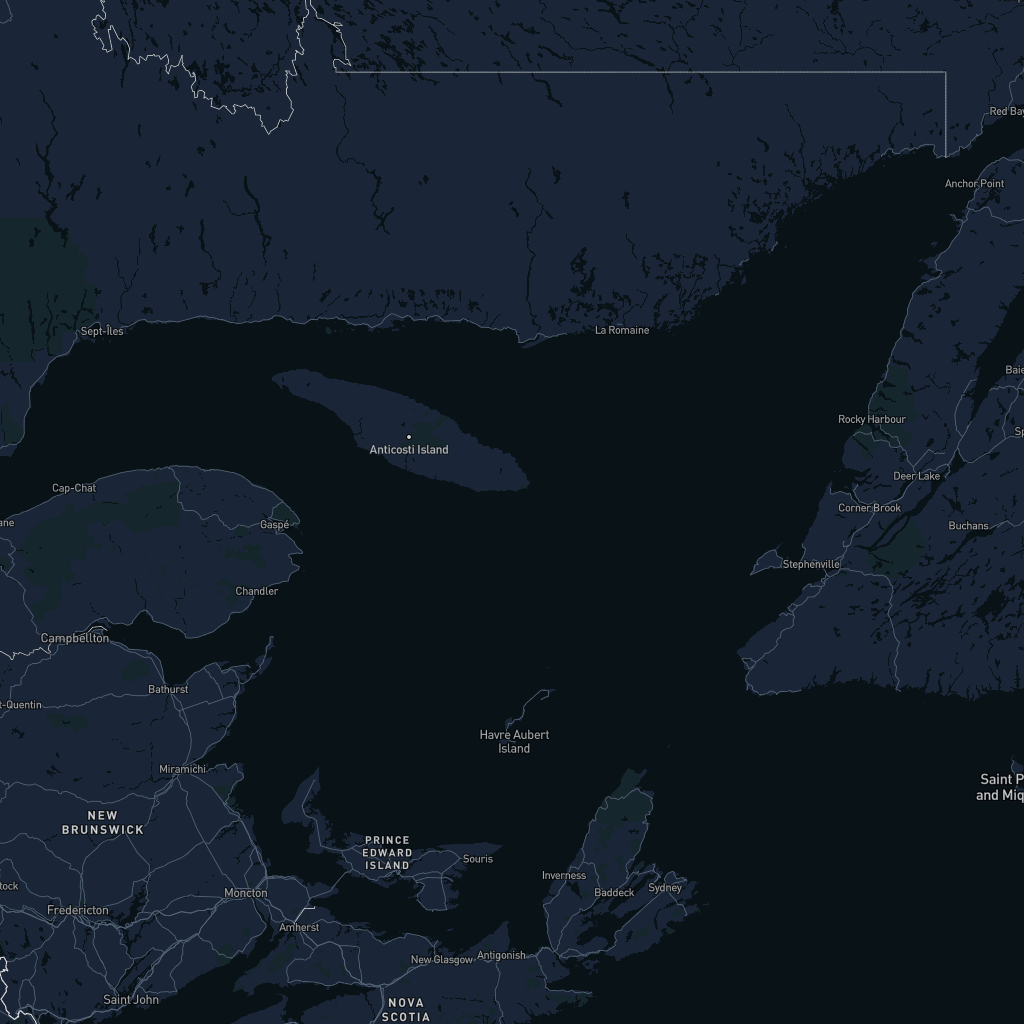 Red Bay
Anchor Point
Sept-Îles
La Romaine
Baie
Rocky Harbour
Anticosti Island
Deer Lake
Cap-Chat
Corner Brook
Gaspé
Buchans
Stephenville
Chandler
Campbellton
Bathurst
t-Quentin
Havre Aubert
Island
Miramichi
Saint P
and Miq
NEW
BRUNSWICK
PRINCE
EDWARD
ISLAND
Souris
Inverness
Baddeck
Sydney
tock
Moncton
Fredericton
Amherst
New Glasgow
Antigonish
Saint John
NOVA
SCOTIA